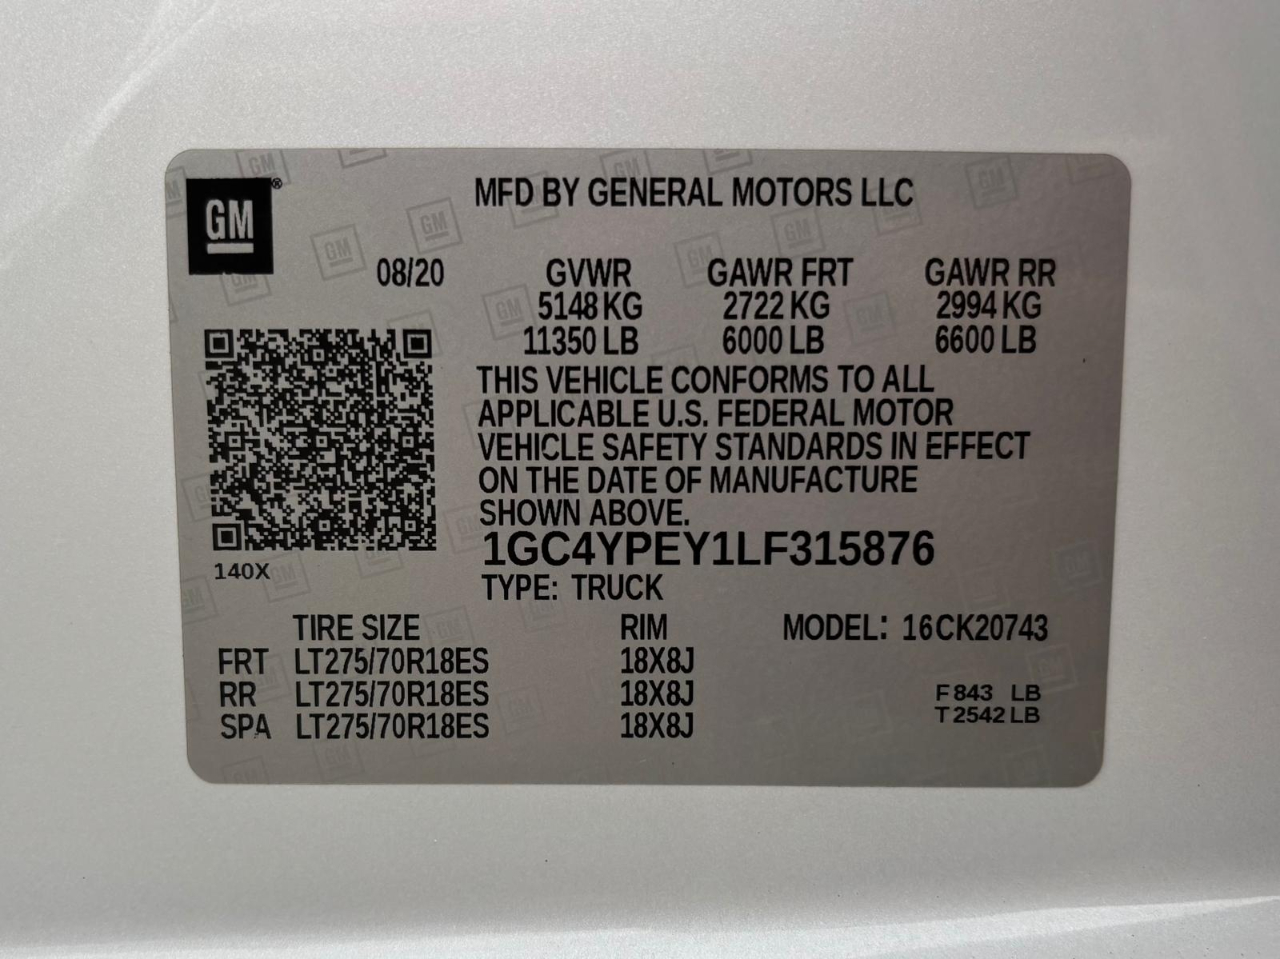 GM®
MFD BY GENERAL MOTORS LLC
08/20 GVWR GAWR FRT GAWR RR
5148 KG 2722 KG 2994 KG
11350 LB 6000 LB 6600 LB
THIS VEHICLE CONFORMS TO ALL
APPLICABLE U.S. FEDERAL MOTOR
VEHICLE SAFETY STANDARDS IN EFFECT
ON THE DATE OF MANUFACTURE
SHOWN ABOVE.
1GC4YPEY1LF315876
140X
TYPE: TRUCK
TIRE SIZE RIM MODEL: 16CK20743
FRT LT275/70R18ES 18X8J
RR LT275/70R18ES 18X8J F 843 LB
SPA LT275/70R18ES 18X8J T 2542 LB